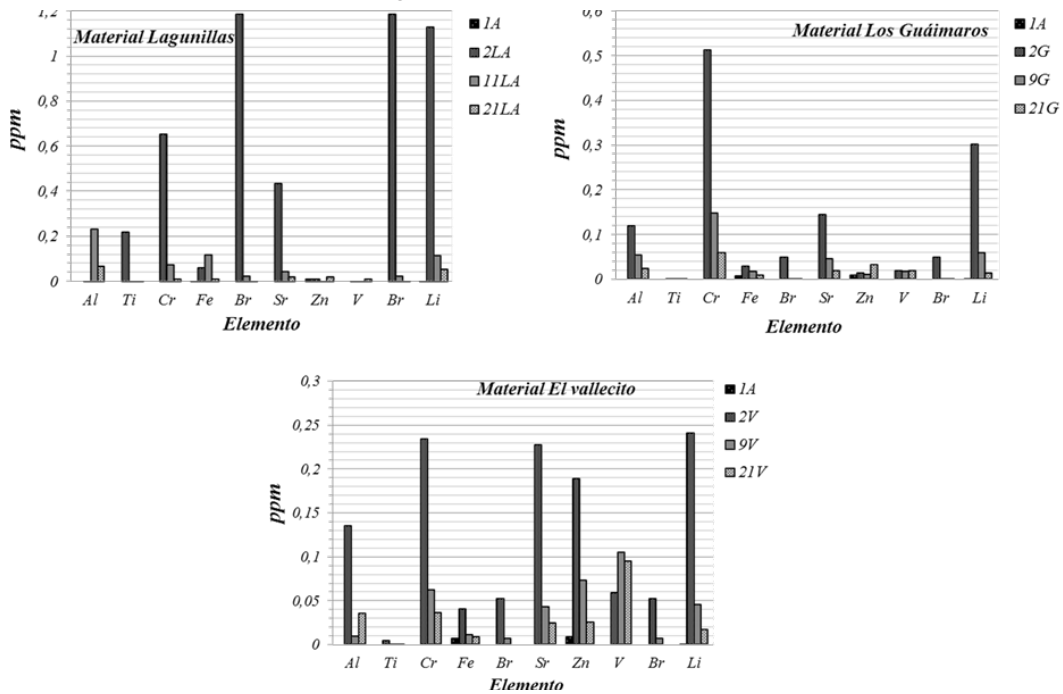 Material Lagunillas
ppm
1,2
1
0,8
0,6
0,4
0,2
0
Al Ti Cr Fe Br Sr Zn V Br Li
Elemento
1A
2LA
11LA
21LA
Material Los Guáimaros
ppm
0,6
0,5
0,4
0,3
0,2
0,1
0
Al Ti Cr Fe Br Sr Zn V Br Li
Elemento
1A
2G
9G
21G
Material El vallecito
ppm
0,3
0,25
0,2
0,15
0,1
0,05
0
Al Ti Cr Fe Br Sr Zn V Br Li
Elemento
1A
2V
9V
21V